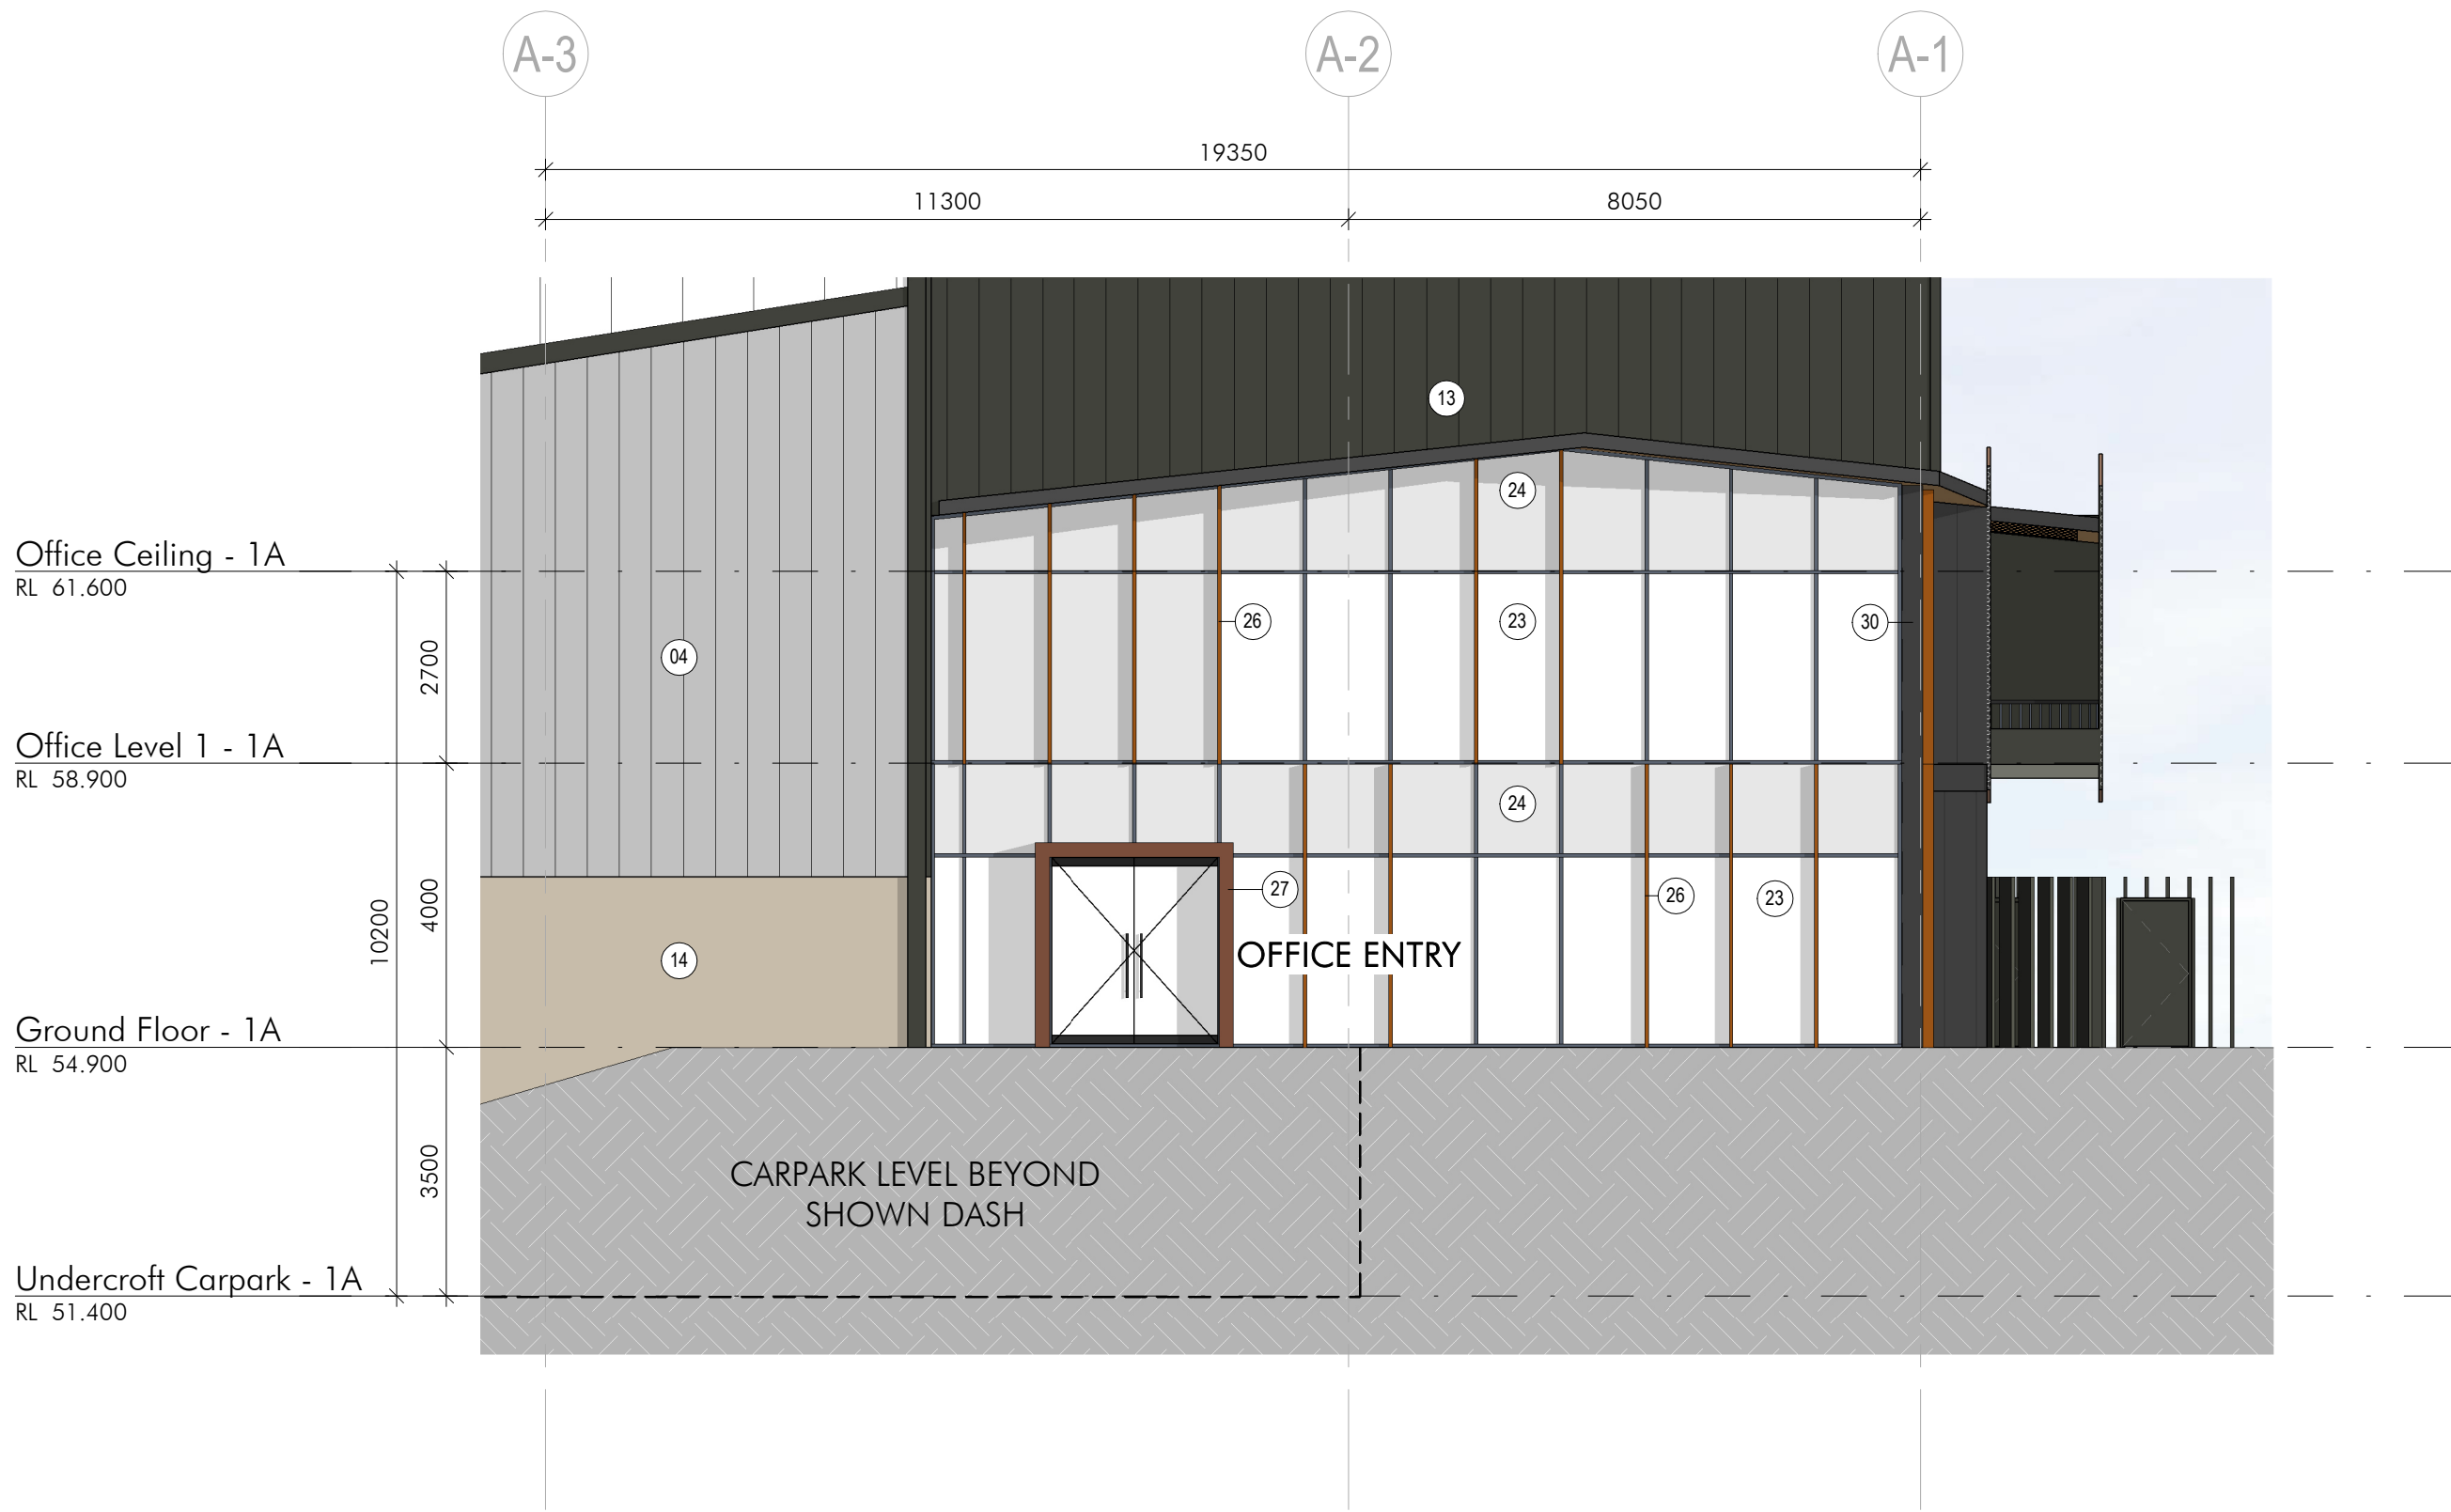 A-3
A-2
A-1
19350
11300
8050
13
24
Office Ceiling - 1A
RL 61.600
26
23
30
2700
04
Office Level 1 - 1A
RL 58.900
24
27
26
23
4000
10200
OFFICE ENTRY
14
Ground Floor - 1A
RL 54.900
3500
CARPARK LEVEL BEYOND
SHOWN DASH
Undercroft Carpark - 1A
RL 51.400